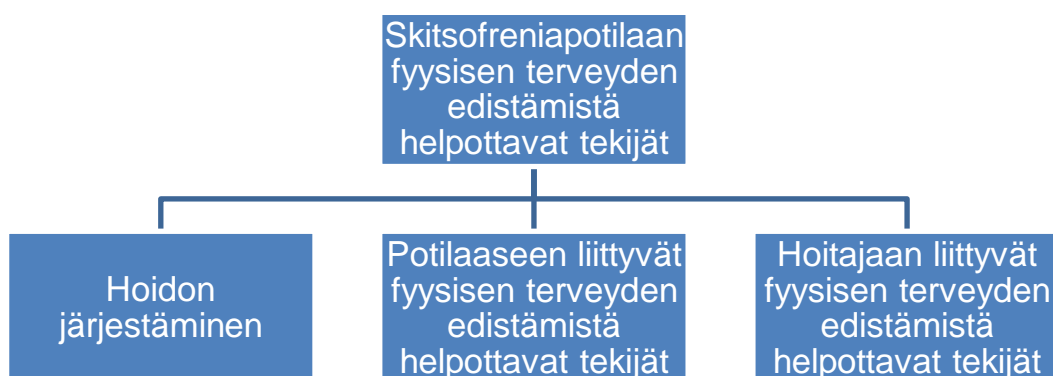 Skitsofreniapotilaan
fyysisen terveyden
edistämistä
helpottavat tekijät
Hoidon
järjestäminen
Potilaaseen liittyvät
fyysisen terveyden
edistämistä
helpottavat tekijät
Hoitajaan liittyvät
fyysisen terveyden
edistämistä
helpottavat tekijät